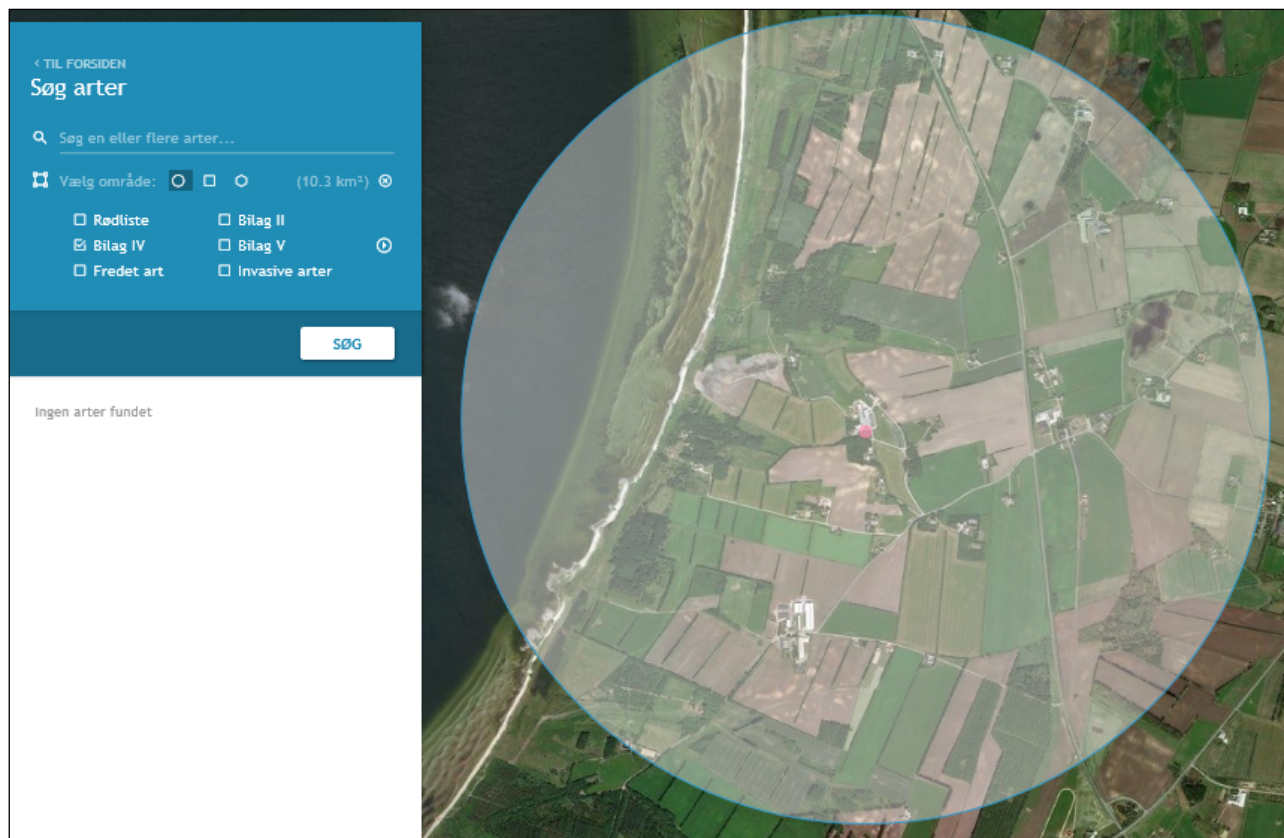 ‹ TIL FORSIDEN
Søg arter
Søg en eller flere arter...
Vælg område: (10.3 km²)
Rødliste Bilag II
Bilag IV Bilag V
Fredet art Invasive arter
SØG
Ingen arter fundet